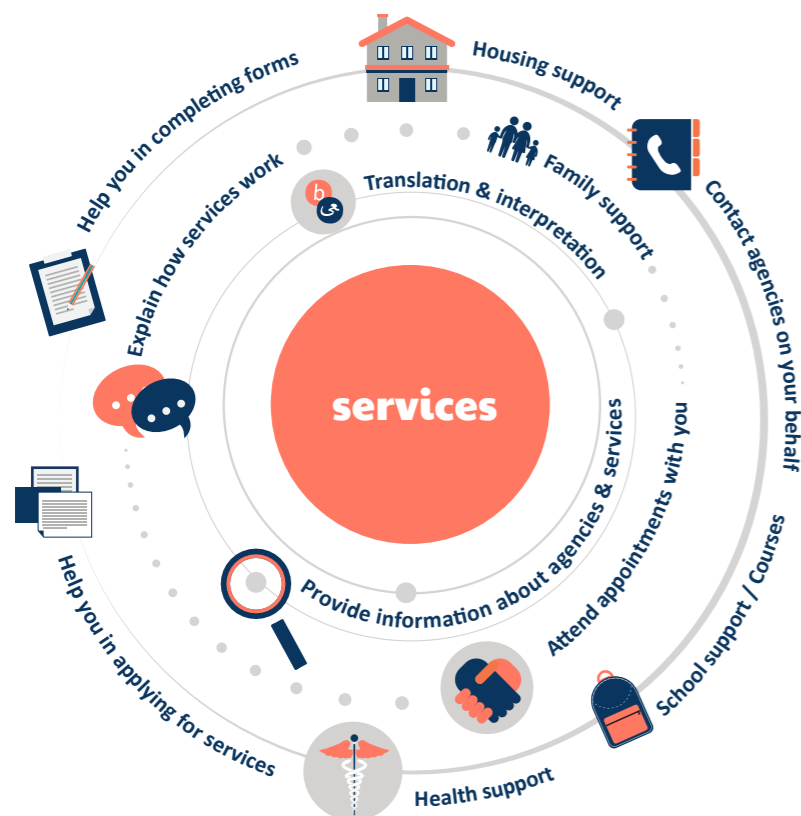 Help you in completing forms
Housing support
Contact agencies on your behalf
School support / Courses
Health support
Help you in applying for services
Explain how services work
Family support
Attend appointments with you
Translation & interpretation
Provide information about agencies & services
services
b